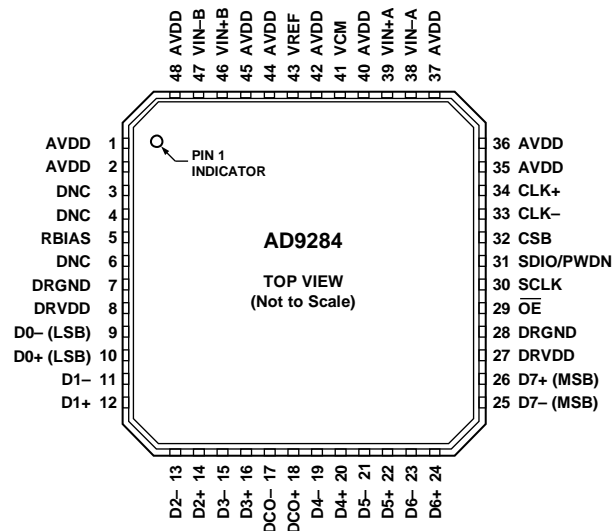 48 AVDD
47 VIN–B
46 VIN+B
45 AVDD
44 AVDD
43 VREF
42 AVDD
41 VCM
40 AVDD
39 VIN+A
38 VIN–A
37 AVDD
AVDD 1
AVDD 2
DNC 3
DNC 4
RBIAS 5
DNC 6
DRGND 7
DRVDD 8
D0– (LSB) 9
D0+ (LSB) 10
D1– 11
D1+ 12
PIN 1
INDICATOR
AD9284
TOP VIEW
(Not to Scale)
36 AVDD
35 AVDD
34 CLK+
33 CLK–
32 CSB
31 SDIO/PWDN
30 SCLK
29 OE
28 DRGND
27 DRVDD
26 D7+ (MSB)
25 D7– (MSB)
D2– 13
D2+ 14
D3– 15
D3+ 16
DCO– 17
DCO+ 18
D4– 19
D4+ 20
D5– 21
D5+ 22
D6– 23
D6+ 24